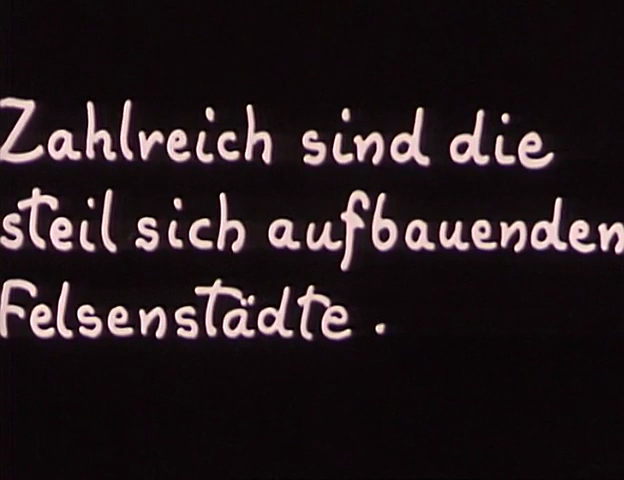 Zahlreich sind die
steil sich aufbauenden
Felsenstädte.